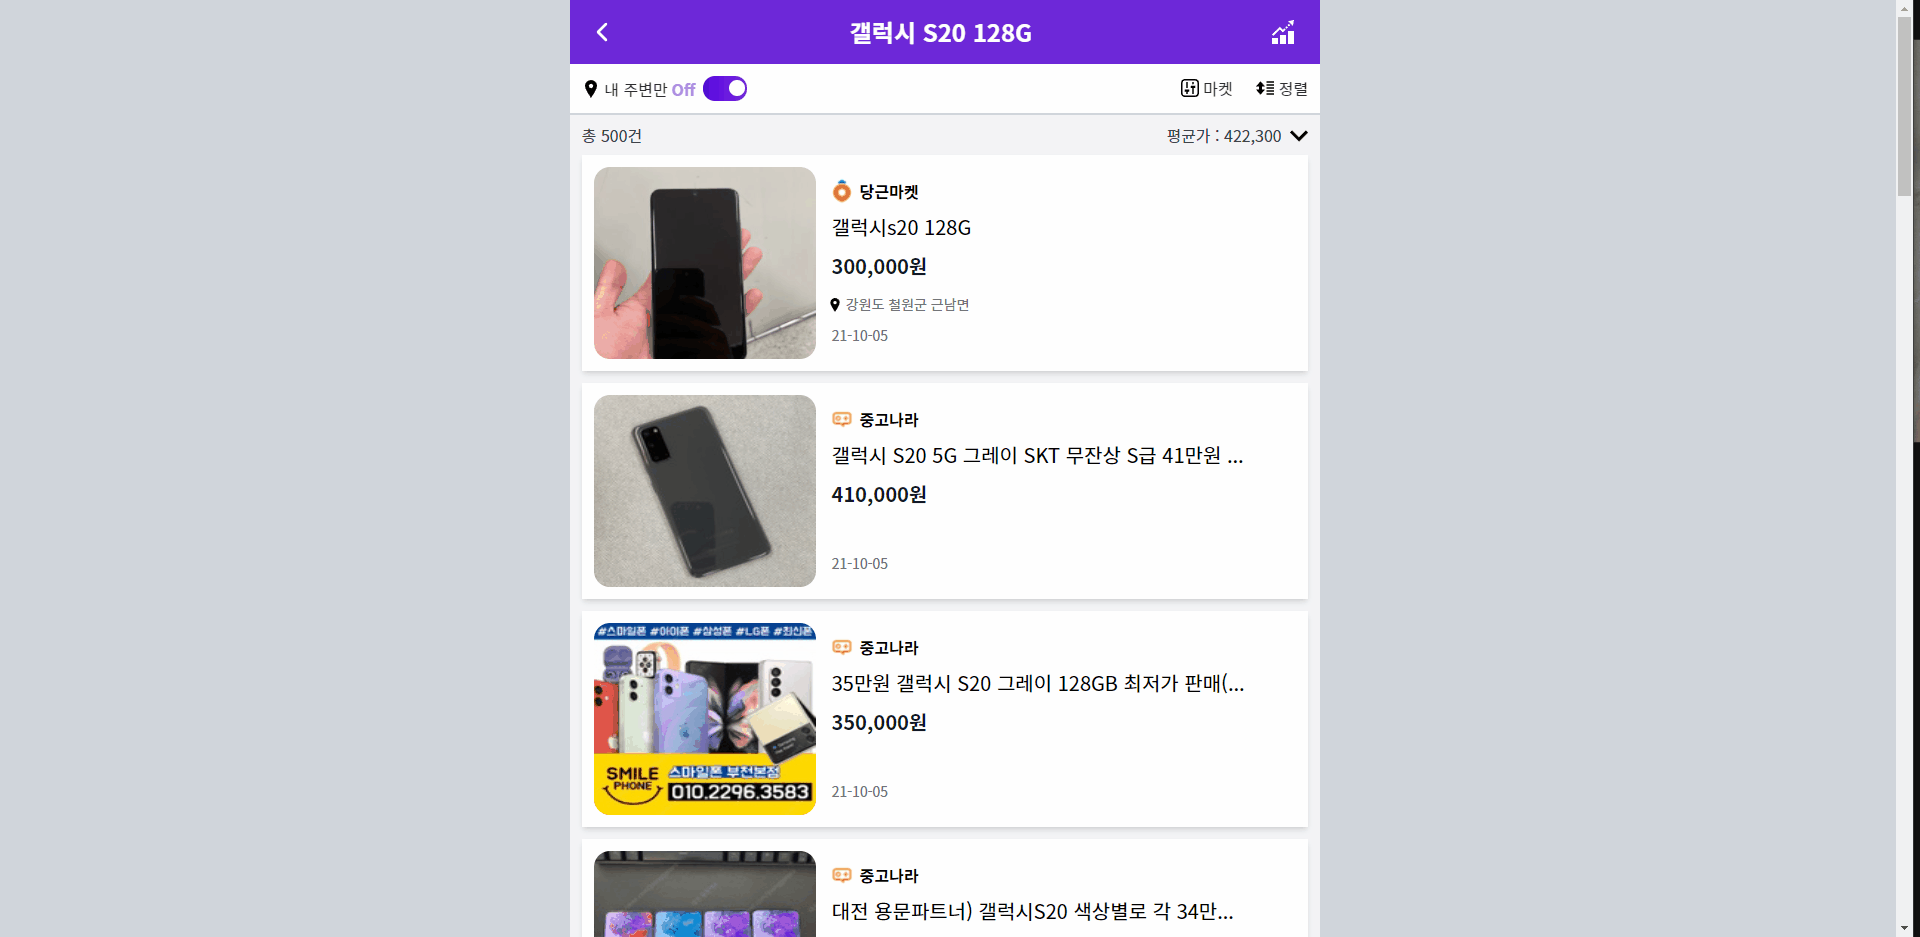 갤럭시 S20 128G
내 주변만 Off
마켓
정렬
총 500건
평균가 : 422,300
당근마켓
갤럭시s20 128G
300,000원
강원도 철원군 근남면
21-10-05
중고나라
갤럭시 S20 5G 그레이 SKT 무잔상 S급 41만원 ...
410,000원
21-10-05
#스마일폰 #아이폰 #삼성폰 #LG폰 #최신폰
SMILE
PHONE
스마일폰 부천본점
010.2296.3583
중고나라
35만원 갤럭시 S20 그레이 128GB 최저가 판매(...
350,000원
21-10-05
중고나라
대전 용문파트너) 갤럭시S20 색상별로 각 34만...